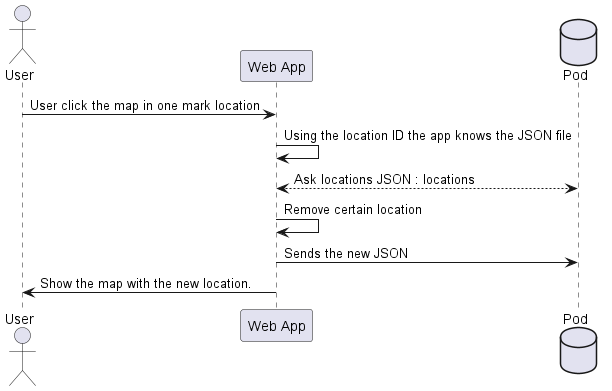 User
Web App
Pod
User click the map in one mark location
Using the location ID the app knows the JSON file
Ask locations JSON : locations
Remove certain location
Sends the new JSON
Show the map with the new location.
User
Web App
Pod